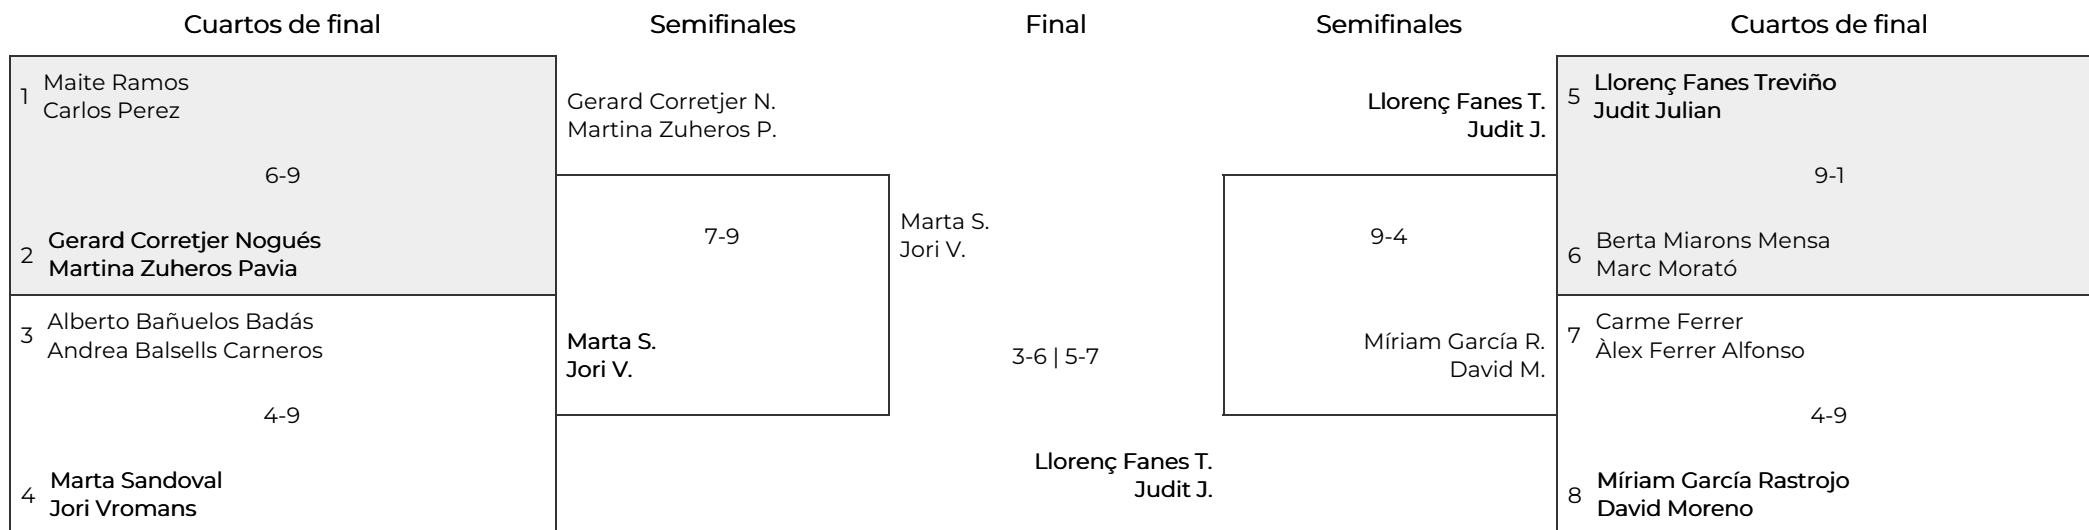 Cuartos de final
Semifinales
Final
Semifinales
Cuartos de final
1
Maite Ramos
Carlos Perez
6-9
2
Gerard Corretjer Nogués
Martina Zuheros Pavia
3
Alberto Bañuelos Badás
Andrea Balsells Carneros
4-9
4
Marta Sandoval
Jori Vromans
Gerard Corretjer N.
Martina Zuheros P.
7-9
Marta S.
Jori V.
Marta S.
Jori V.
3-6 | 5-7
Llorenç Fanes T.
Judit J.
Llorenç Fanes T.
Judit J.
9-4
Míriam García R.
David M.
5
Llorenç Fanes Treviño
Judit Julian
9-1
6
Berta Miarons Mensa
Marc Morató
7
Carme Ferrer
Àlex Ferrer Alfonso
4-9
8
Míriam García Rastrojo
David Moreno